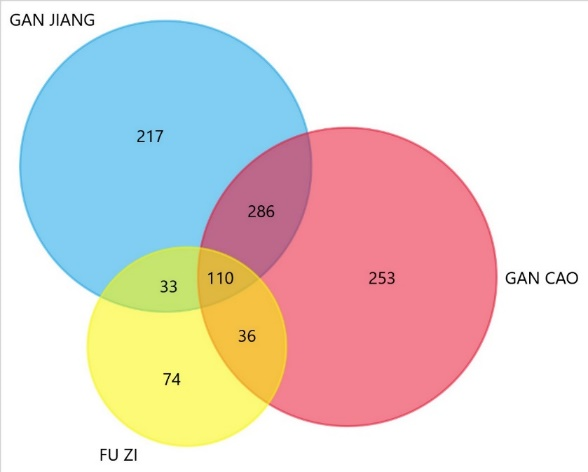 GAN JIANG
217
286
GAN CAO
33
110
253
36
74
FU ZI